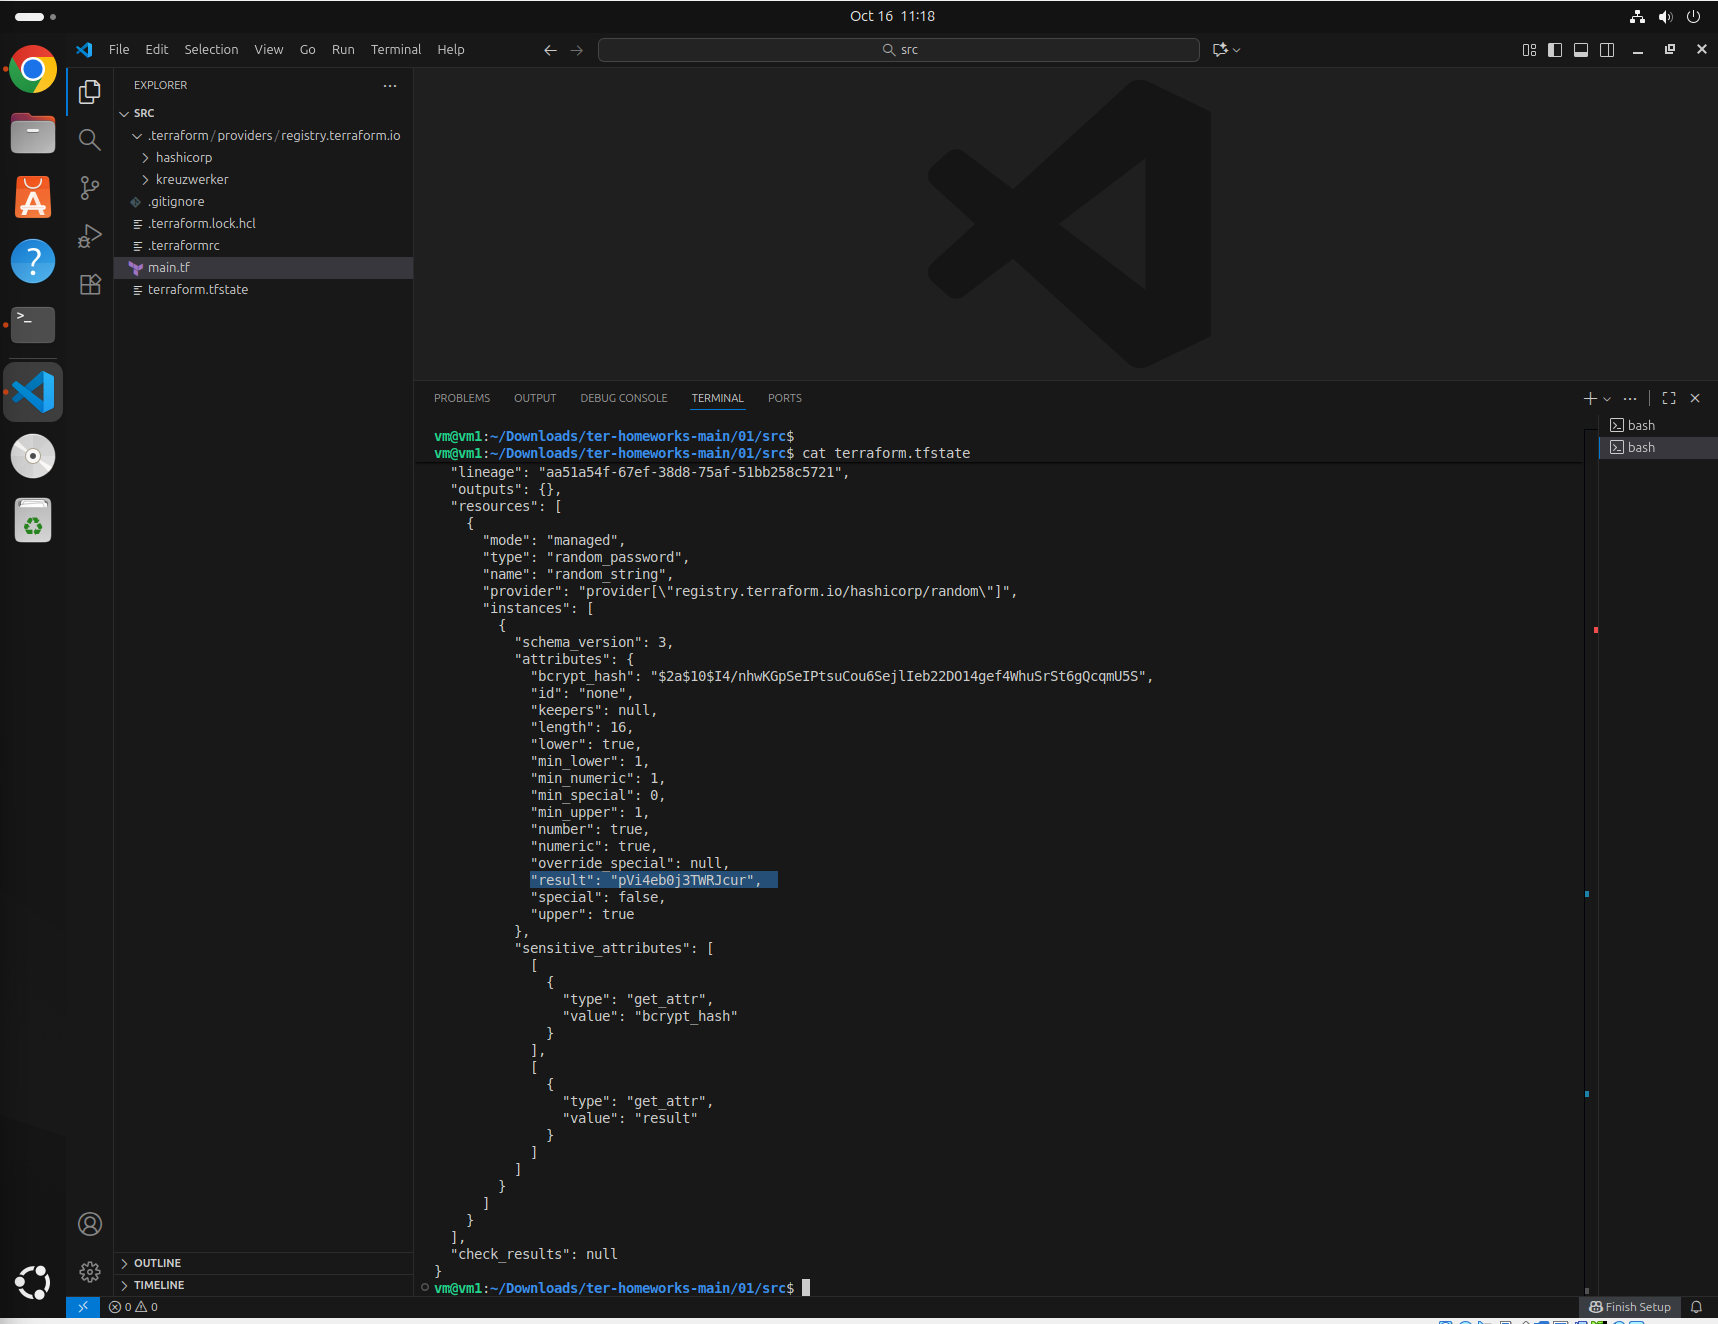 Oct 16 11:18
File Edit Selection View Go Run Terminal Help
src
EXPLORER
SRC
.terraform/providers/registry.terraform.io
hashicorp
kreuzwerker
.gitignore
.terraform.lock.hcl
.terraformrc
main.tf
terraform.tfstate
OUTLINE
TIMELINE
PROBLEMS OUTPUT DEBUG CONSOLE TERMINAL PORTS
bash
bash
vm@vm1:~/Downloads/ter-homeworks-main/01/src$
vm@vm1:~/Downloads/ter-homeworks-main/01/src$ cat terraform.tfstate
"lineage": "aa51a54f-67ef-38d8-75af-51bb258c5721",
"outputs": {},
"resources": [
{
"mode": "managed",
"type": "random_password",
"name": "random_string",
"provider": "provider[\"registry.terraform.io/hashicorp/random\"]",
"instances": [
{
"schema_version": 3,
"attributes": {
"bcrypt_hash": "$2a$10$I4/nhwKGpSeIPtsuCou6SejlIeb22DO14gef4WhuSrSt6gQcqmU5S",
"id": "none",
"keepers": null,
"length": 16,
"lower": true,
"min_lower": 1,
"min_numeric": 1,
"min_special": 0,
"min_upper": 1,
"number": true,
"numeric": true,
"override_special": null,
"result": "pVi4eb0j3TWRJcur",
"special": false,
"upper": true
},
"sensitive_attributes": [
[
{
"type": "get_attr",
"value": "bcrypt_hash"
}
],
[
{
"type": "get_attr",
"value": "result"
}
]
]
}
]
}
],
"check_results": null
}
vm@vm1:~/Downloads/ter-homeworks-main/01/src$
0 0
Finish Setup